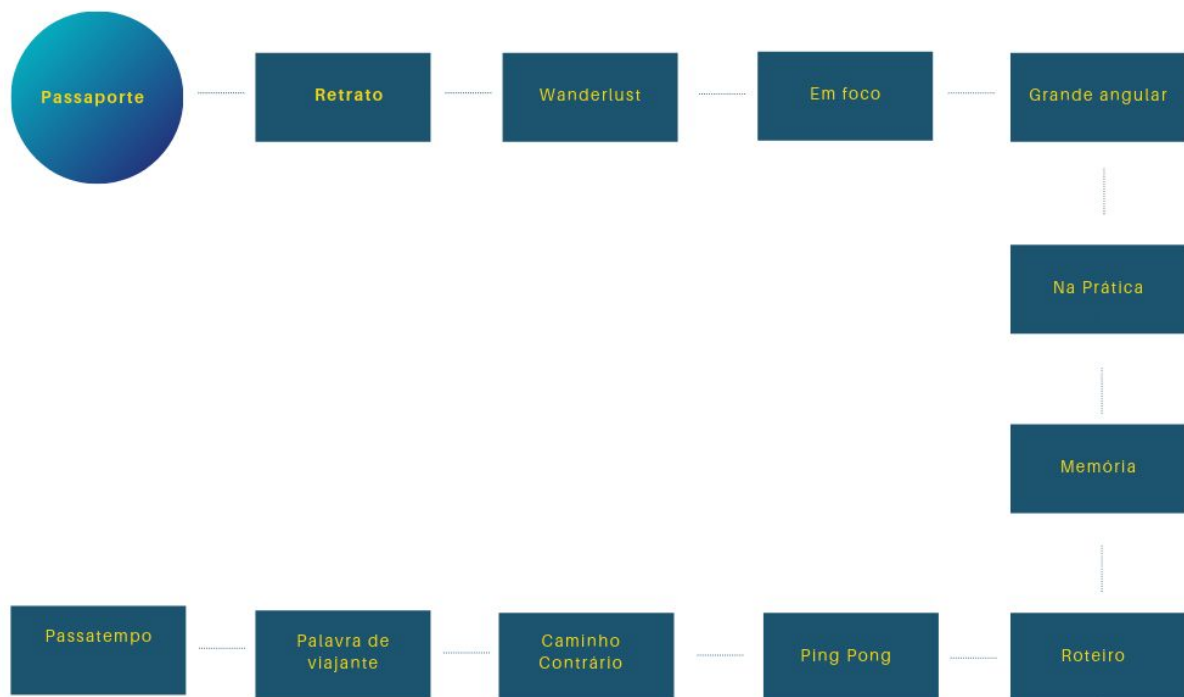 Passaporte
Retrato
Wanderlust
Em foco
Grande angular
Na Prática
Memória
Roteiro
Ping Pong
Caminho
Contrário
Palavra de
viajante
Passatempo